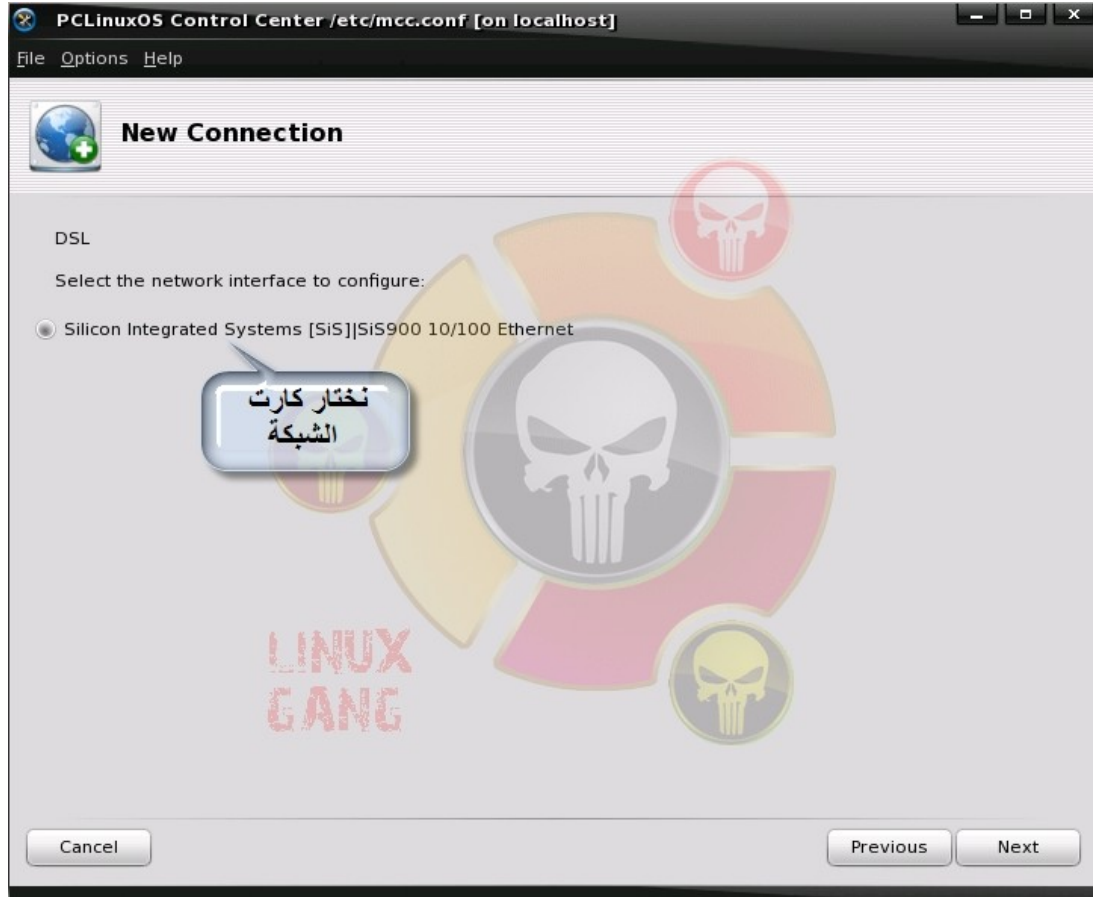 PCLinuxOS Control Center /etc/mcc.conf [on localhost]
File Options Help
New Connection
DSL
Select the network interface to configure:
Silicon Integrated Systems [SiS]|SiS900 10/100 Ethernet
نختار كارت
الشبكة
LINUX
GANG
Cancel Previous Next